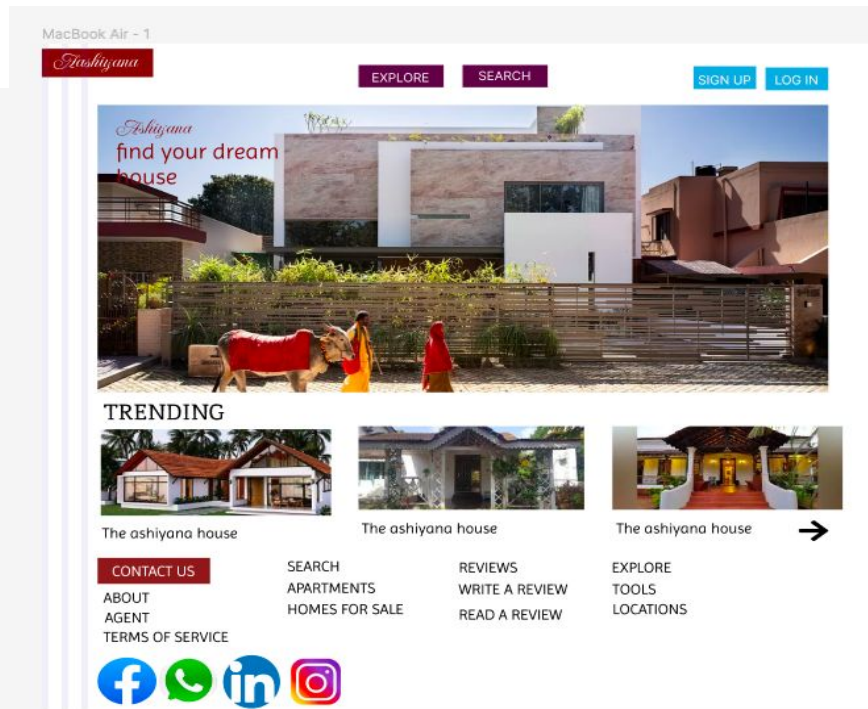 MacBook Air - 1
Aashiyana
EXPLORE
SEARCH
SIGN UP
LOG IN
Ashiyana
find your dream
house
TRENDING
The ashiyana house
The ashiyana house
The ashiyana house
CONTACT US
ABOUT
AGENT
TERMS OF SERVICE
SEARCH
APARTMENTS
HOMES FOR SALE
REVIEWS
WRITE A REVIEW
READ A REVIEW
EXPLORE
TOOLS
LOCATIONS
in